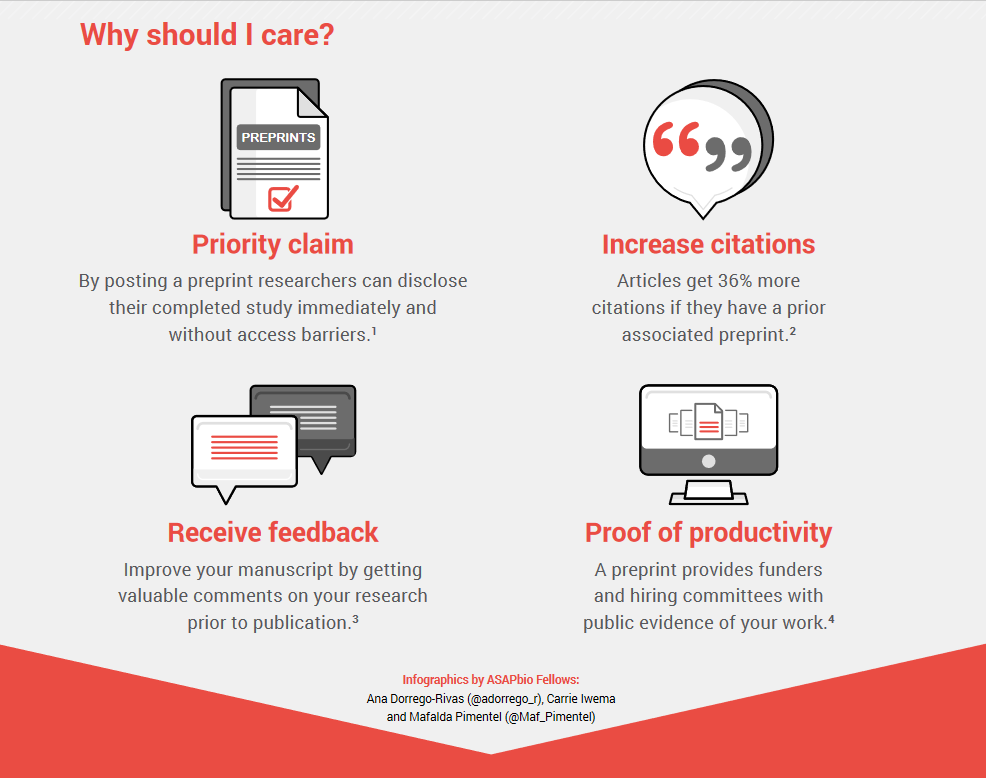 Why should I care?
PREPRINTS
Priority claim
By posting a preprint researchers can disclose
their completed study immediately and
without access barriers.¹
Increase citations
Articles get 36% more
citations if they have a prior
associated preprint.²
Receive feedback
Improve your manuscript by getting
valuable comments on your research
prior to publication.³
Proof of productivity
A preprint provides funders
and hiring committees with
public evidence of your work.⁴
Infographics by ASAPbio Fellows:
Ana Dorrego-Rivas (@adorrego_r), Carrie Iwema
and Mafalda Pimentel (@Maf_Pimentel)